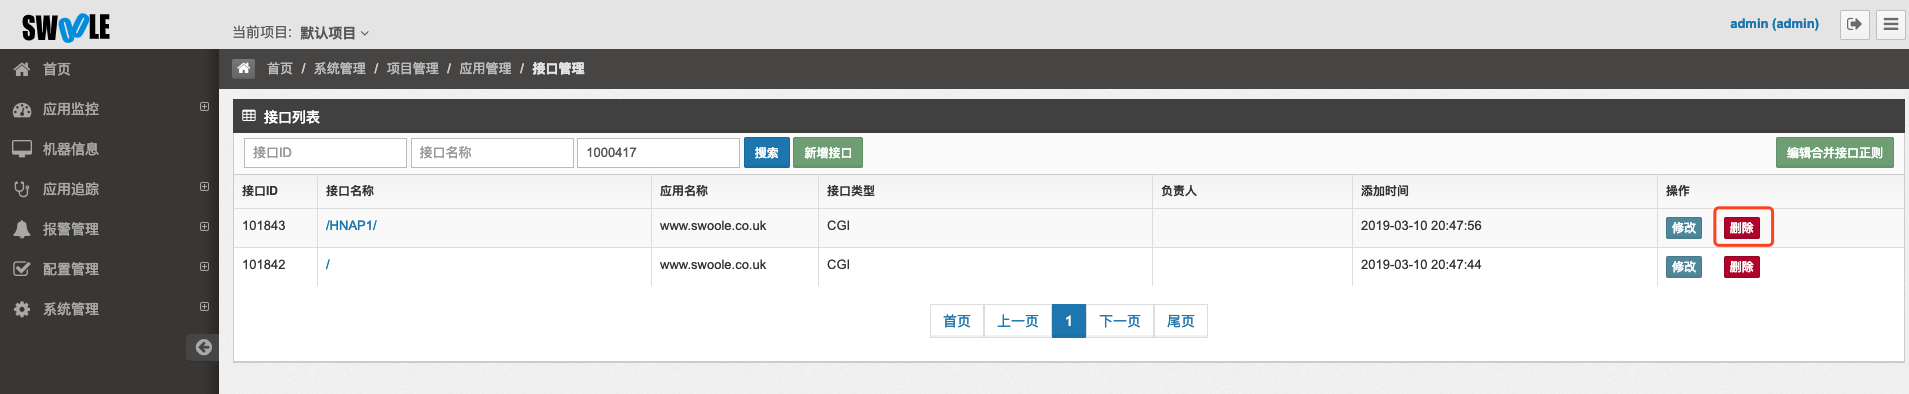 SWOOLE
当前项目: 默认项目
admin (admin)
首页
应用监控
机器信息
应用追踪
报警管理
配置管理
系统管理
首页 / 系统管理 / 项目管理 / 应用管理 / 接口管理
接口列表
接口ID 接口名称 1000417 搜索 新增接口 编辑合并接口正则
接口ID 接口名称 应用名称 接口类型 负责人 添加时间 操作
101843 /HNAP1/ www.swoole.co.uk CGI 2019-03-10 20:47:56 修改 删除
101842 / www.swoole.co.uk CGI 2019-03-10 20:47:44 修改 删除
首页 上一页 1 下一页 尾页